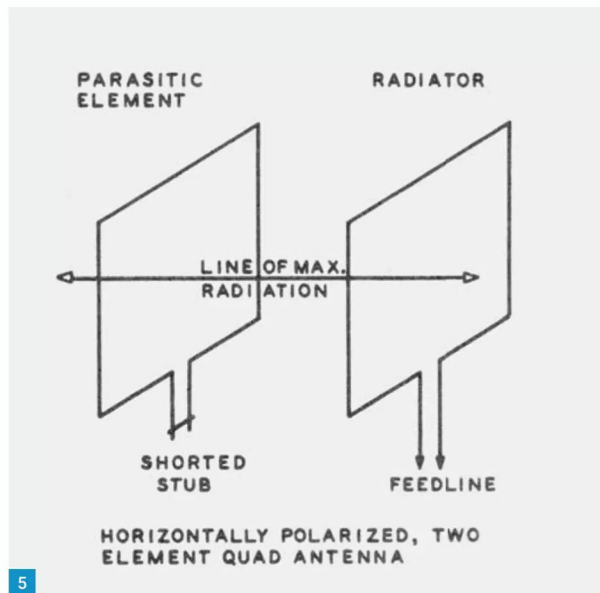 PARASITIC
ELEMENT
RADIATOR
LINE OF MAX.
RADIATION
SHORTED
STUB
FEEDLINE
HORIZONTALLY POLARIZED, TWO
ELEMENT QUAD ANTENNA
5